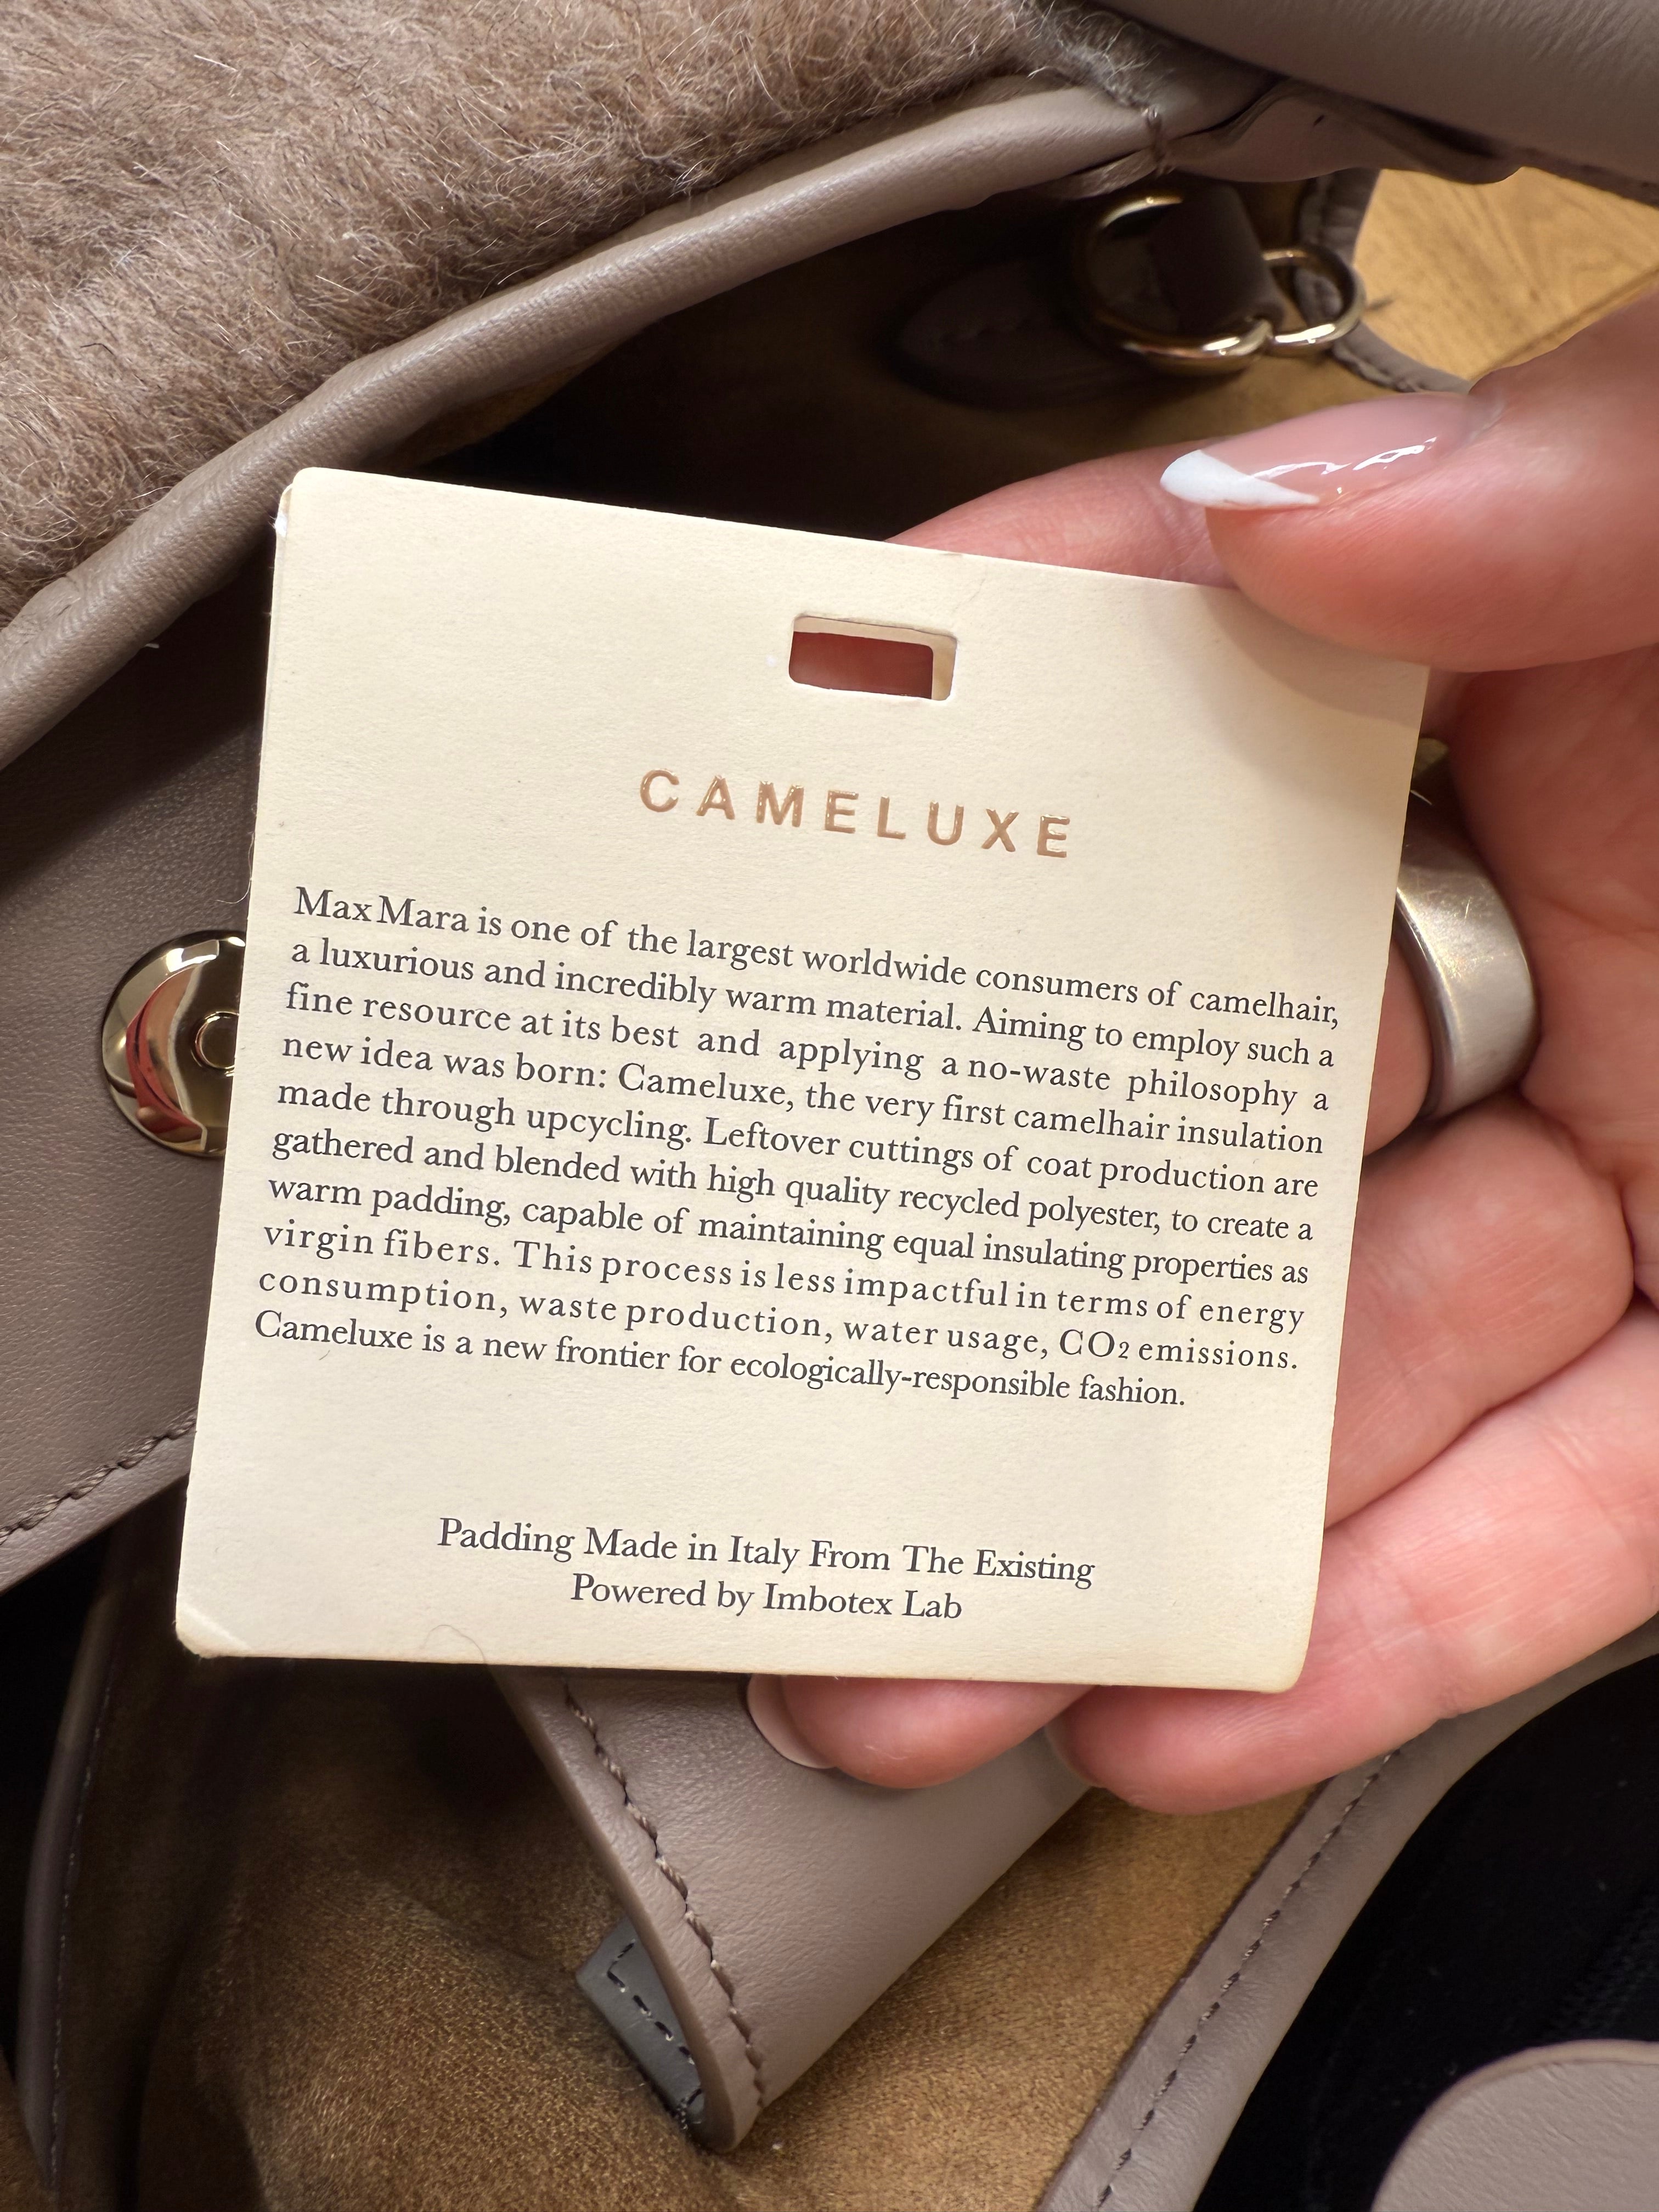 CAMELUXE
MaxMara is one of the largest worldwide consumers of camelhair,
a luxurious and incredibly warm material. Aiming to employ such a
fine resource at its best and applying a no-waste philosophy a
new idea was born: Cameluxe, the very first camelhair insulation
made through upcycling. Leftover cuttings of coat production are
gathered and blended with high quality recycled polyester, to create a
warm padding, capable of maintaining equal insulating properties as
virgin fibers. This process is less impactful in terms of energy
consumption, waste production, water usage, CO2 emissions.
Cameluxe is a new frontier for ecologically-responsible fashion.
Padding Made in Italy From The Existing
Powered by Imbotex Lab